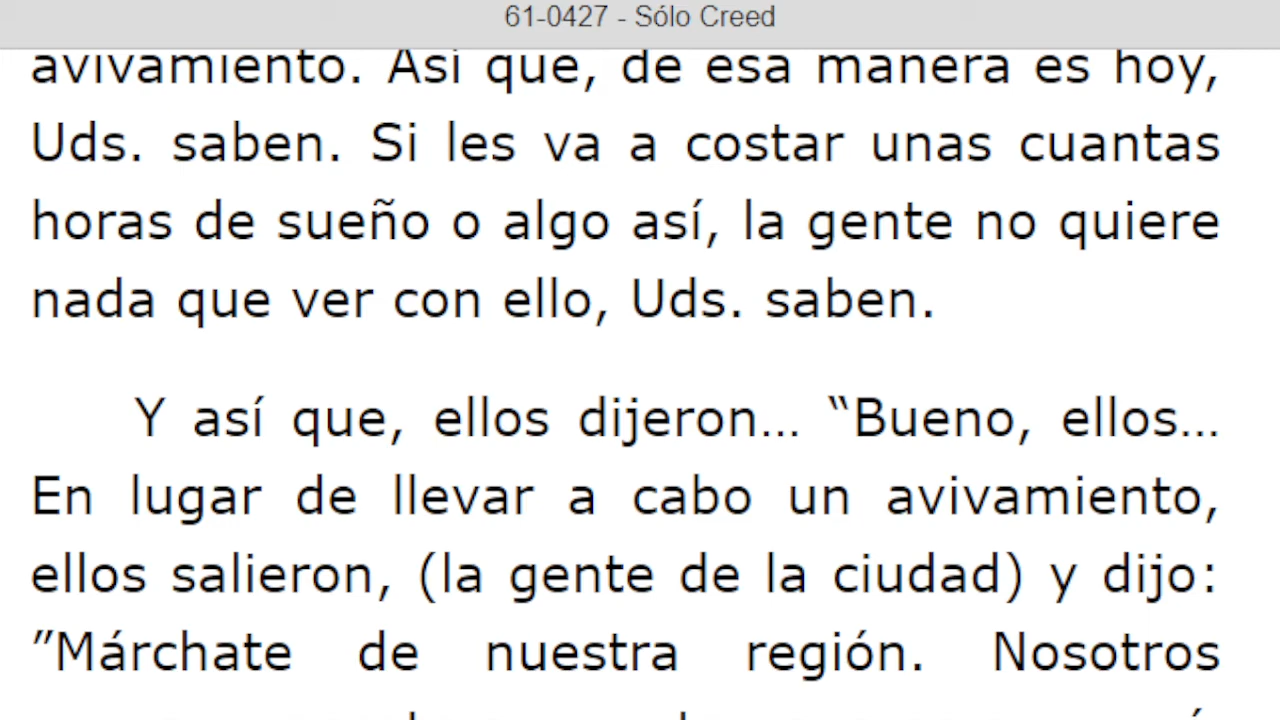 61-0427 - Sólo Creed
avivamiento. Así que, de esa manera es hoy,
Uds. saben. Si les va a costar unas cuantas
horas de sueño o algo así, la gente no quiere
nada que ver con ello, Uds. saben.
Y así que, ellos dijeron… “Bueno, ellos…
En lugar de llevar a cabo un avivamiento,
ellos salieron, (la gente de la ciudad) y dijo:
”Márchate de nuestra región. Nosotros